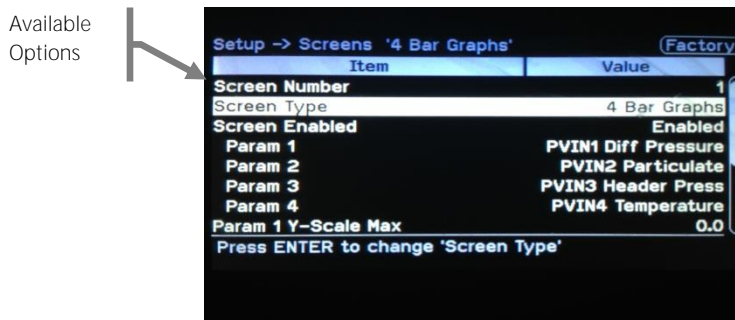 Available
Options
Setup -> Screens '4 Bar Graphs' (Factory
Item Value
Screen Number 1
Screen Type 4 Bar Graphs
Screen Enabled Enabled
Param 1 PVIN1 Diff Pressure
Param 2 PVIN2 Particulate
Param 3 PVIN3 Header Press
Param 4 PVIN4 Temperature
Param 1 Y-Scale Max 0.0
Press ENTER to change 'Screen Type'